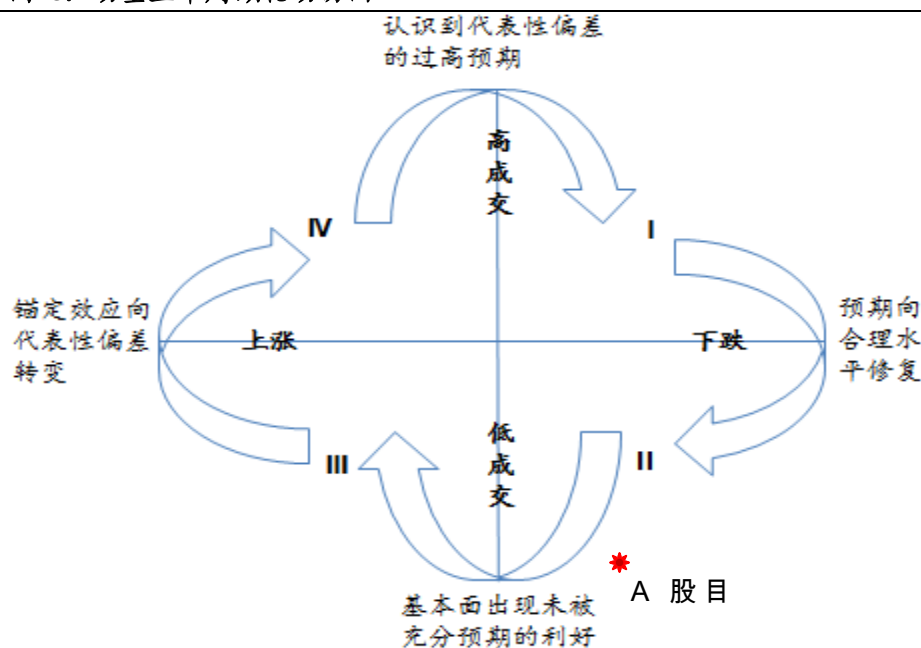 认识到代表性偏差
的过高预期
高
成
交
IV
I
锚定效应向
代表性偏差
转变
上涨
下跌
预期向
合理水
平修复
III
低
成
交
II
A 股目
基本面出现未被
充分预期的利好